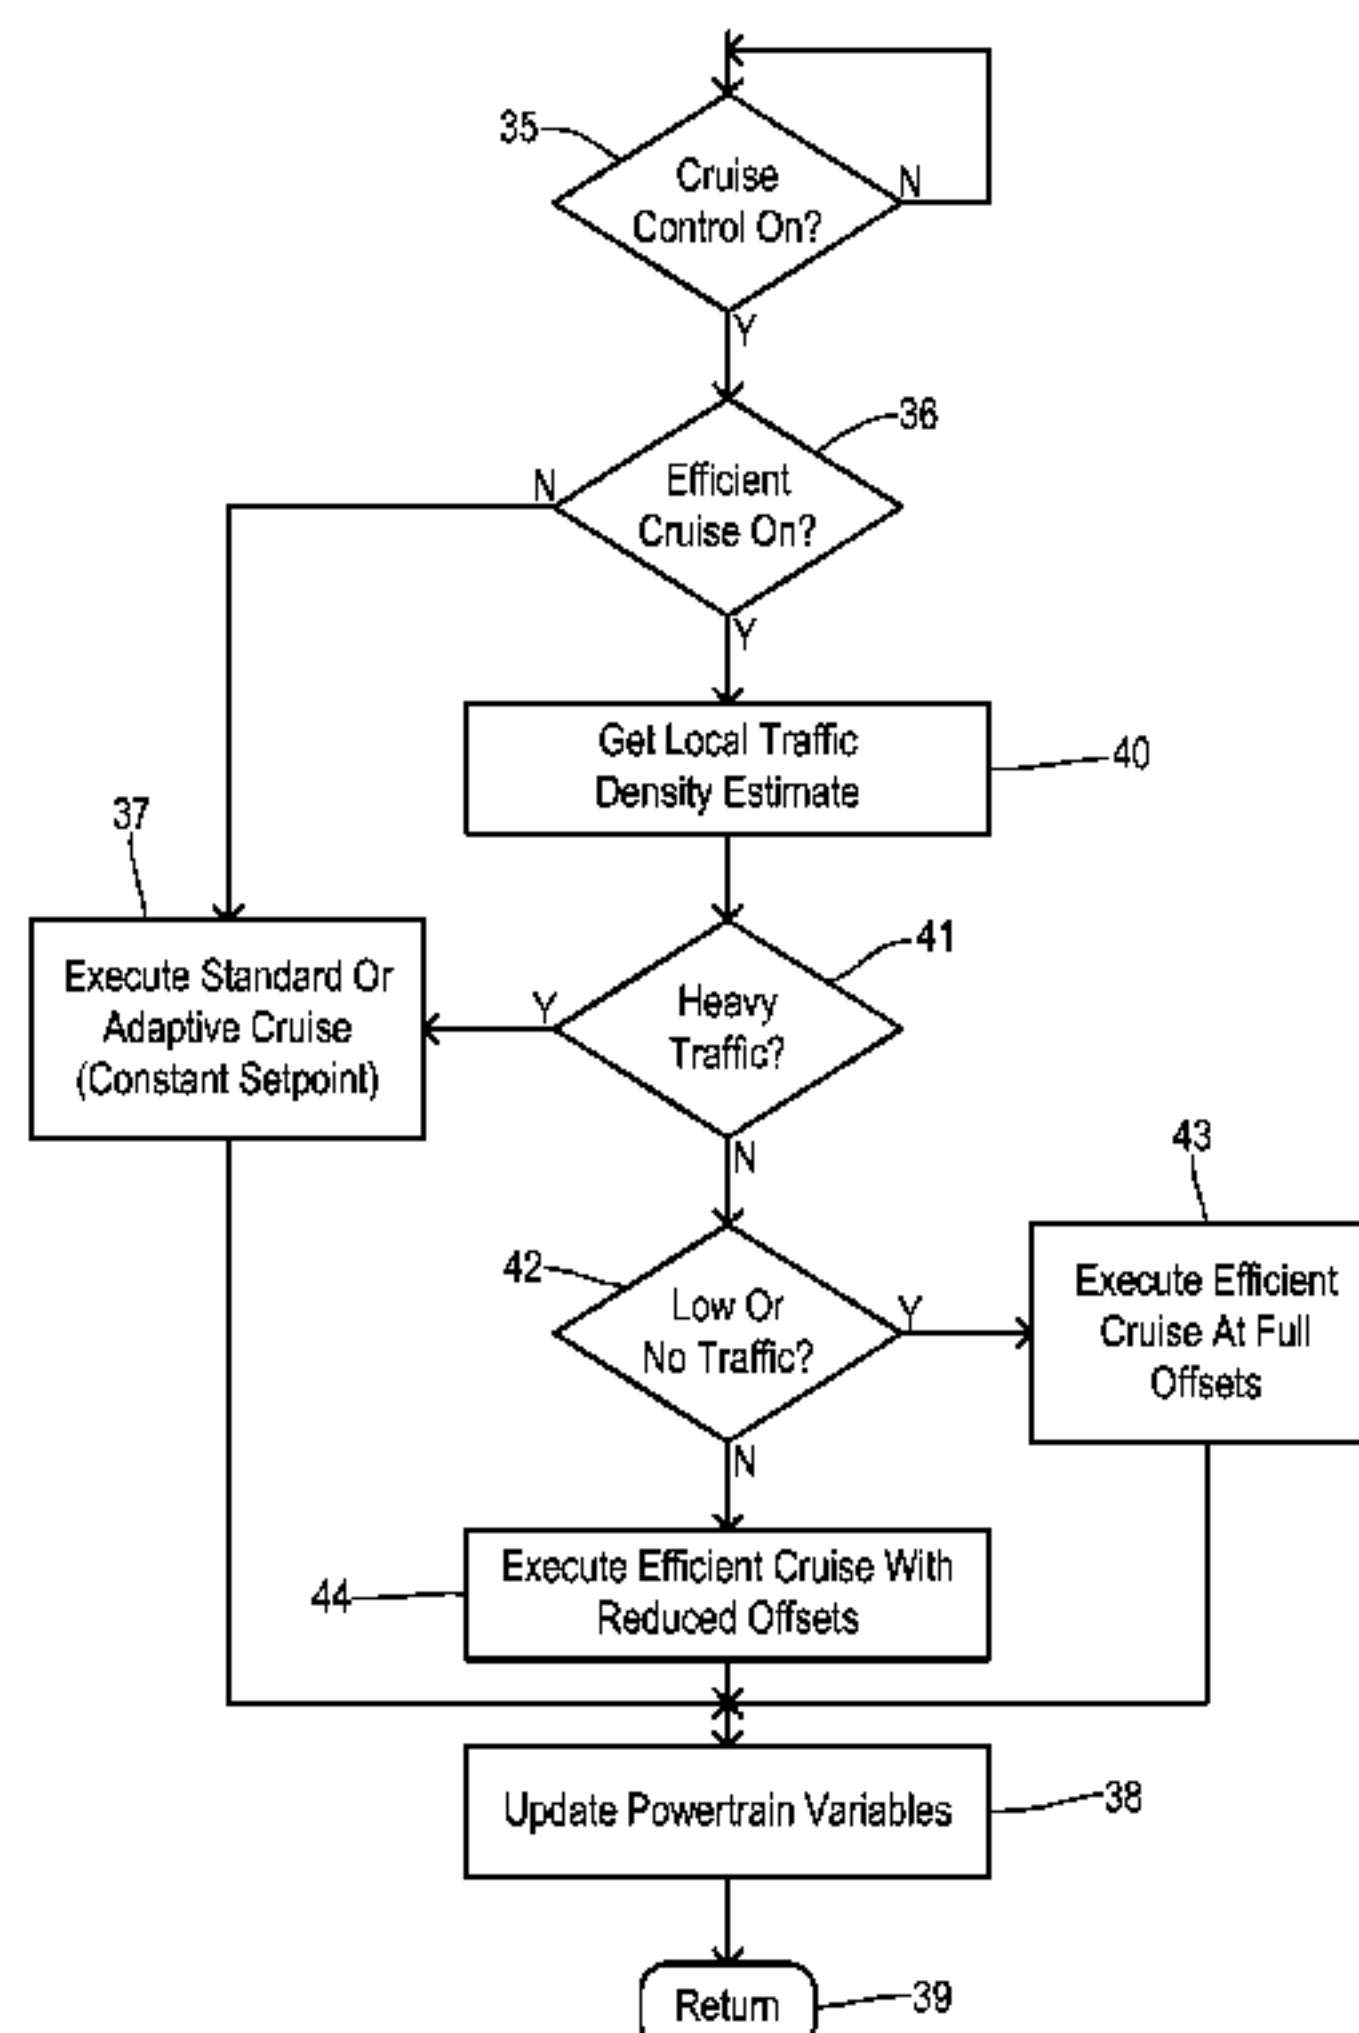 35
Cruise
Control On?
N
Y
36
Efficient
Cruise On?
N
Y
Get Local Traffic
Density Estimate
40
37
Execute Standard Or
Adaptive Cruise
(Constant Setpoint)
41
Heavy
Traffic?
Y
N
42
Low Or
No Traffic?
Y
N
43
Execute Efficient
Cruise At Full
Offsets
44
Execute Efficient Cruise With
Reduced Offsets
Update Powertrain Variables
38
Return
39